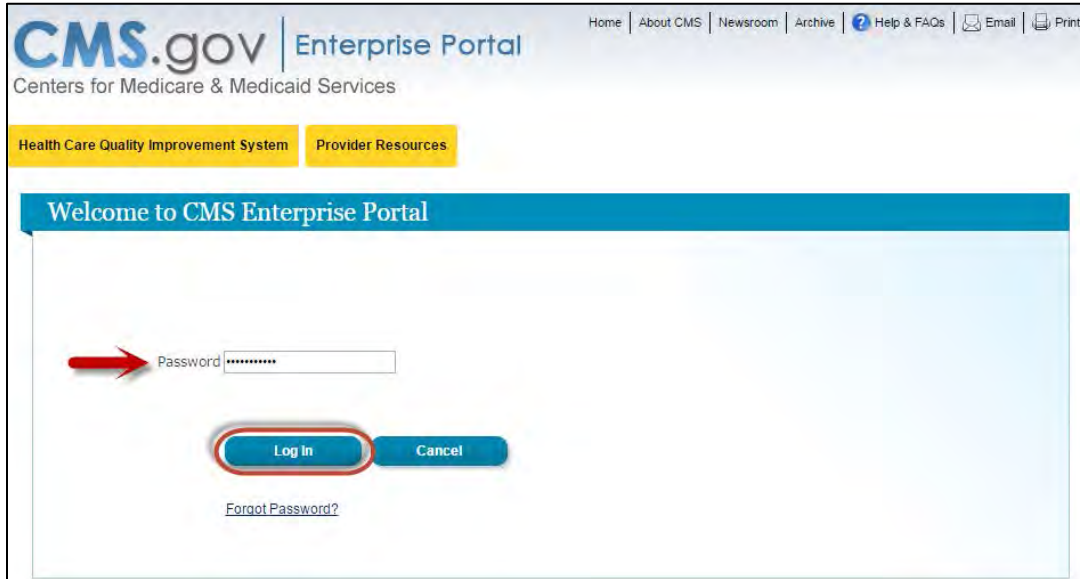 Home | About CMS | Newsroom | Archive | Help & FAQs | Email | Print
CMS.gov | Enterprise Portal
Centers for Medicare & Medicaid Services
Health Care Quality Improvement System Provider Resources
Welcome to CMS Enterprise Portal
Password •••••••••••
Log In Cancel
Forgot Password?